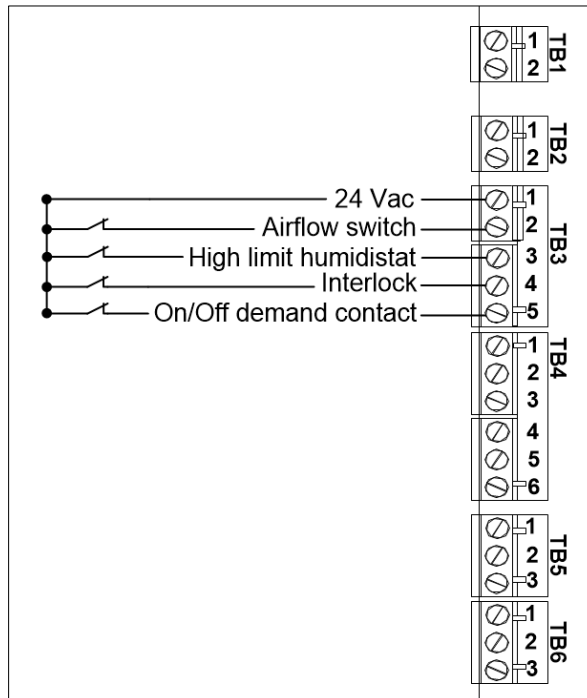 1
2
TB1
1
2
TB2
24 Vac 1
Airflow switch 2
High limit humidistat 3
Interlock 4
On/Off demand contact 5
TB3
1
2
3
4
5
6
TB4
1
2
3
TB5
1
2
3
TB6